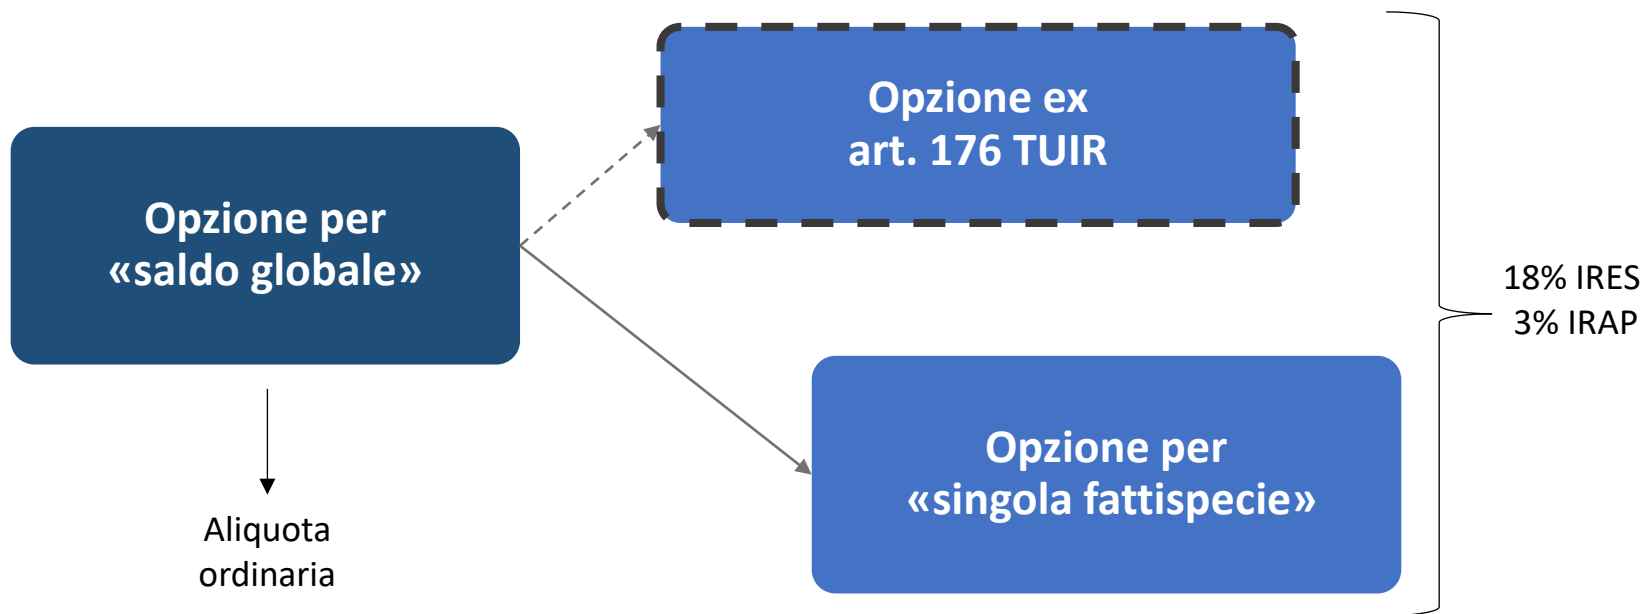 Opzione ex
art. 176 TUIR
Opzione per
«saldo globale»
18% IRES
3% IRAP
Opzione per
«singola fattispecie»
Aliquota
ordinaria